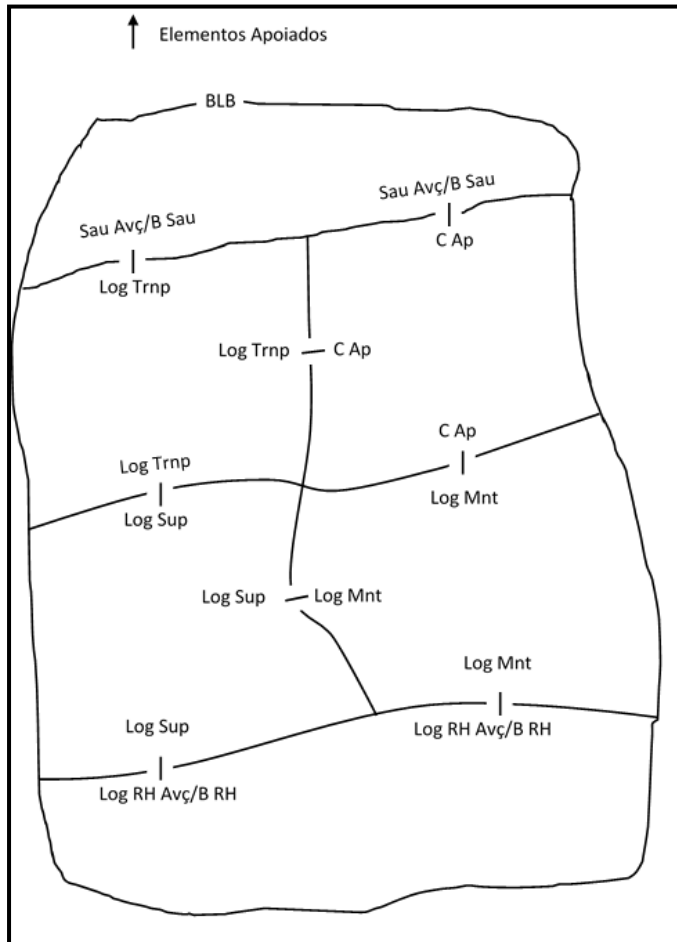 Elementos Apoiados
BLB
Sau Avç/B Sau
Sau Avç/B Sau
C Ap
Log Trnp
Log Trnp
C Ap
C Ap
Log Trnp
Log Sup
Log Mnt
Log Sup
Log Mnt
Log Mnt
Log Sup
Log RH Avç/B RH
Log RH Avç/B RH